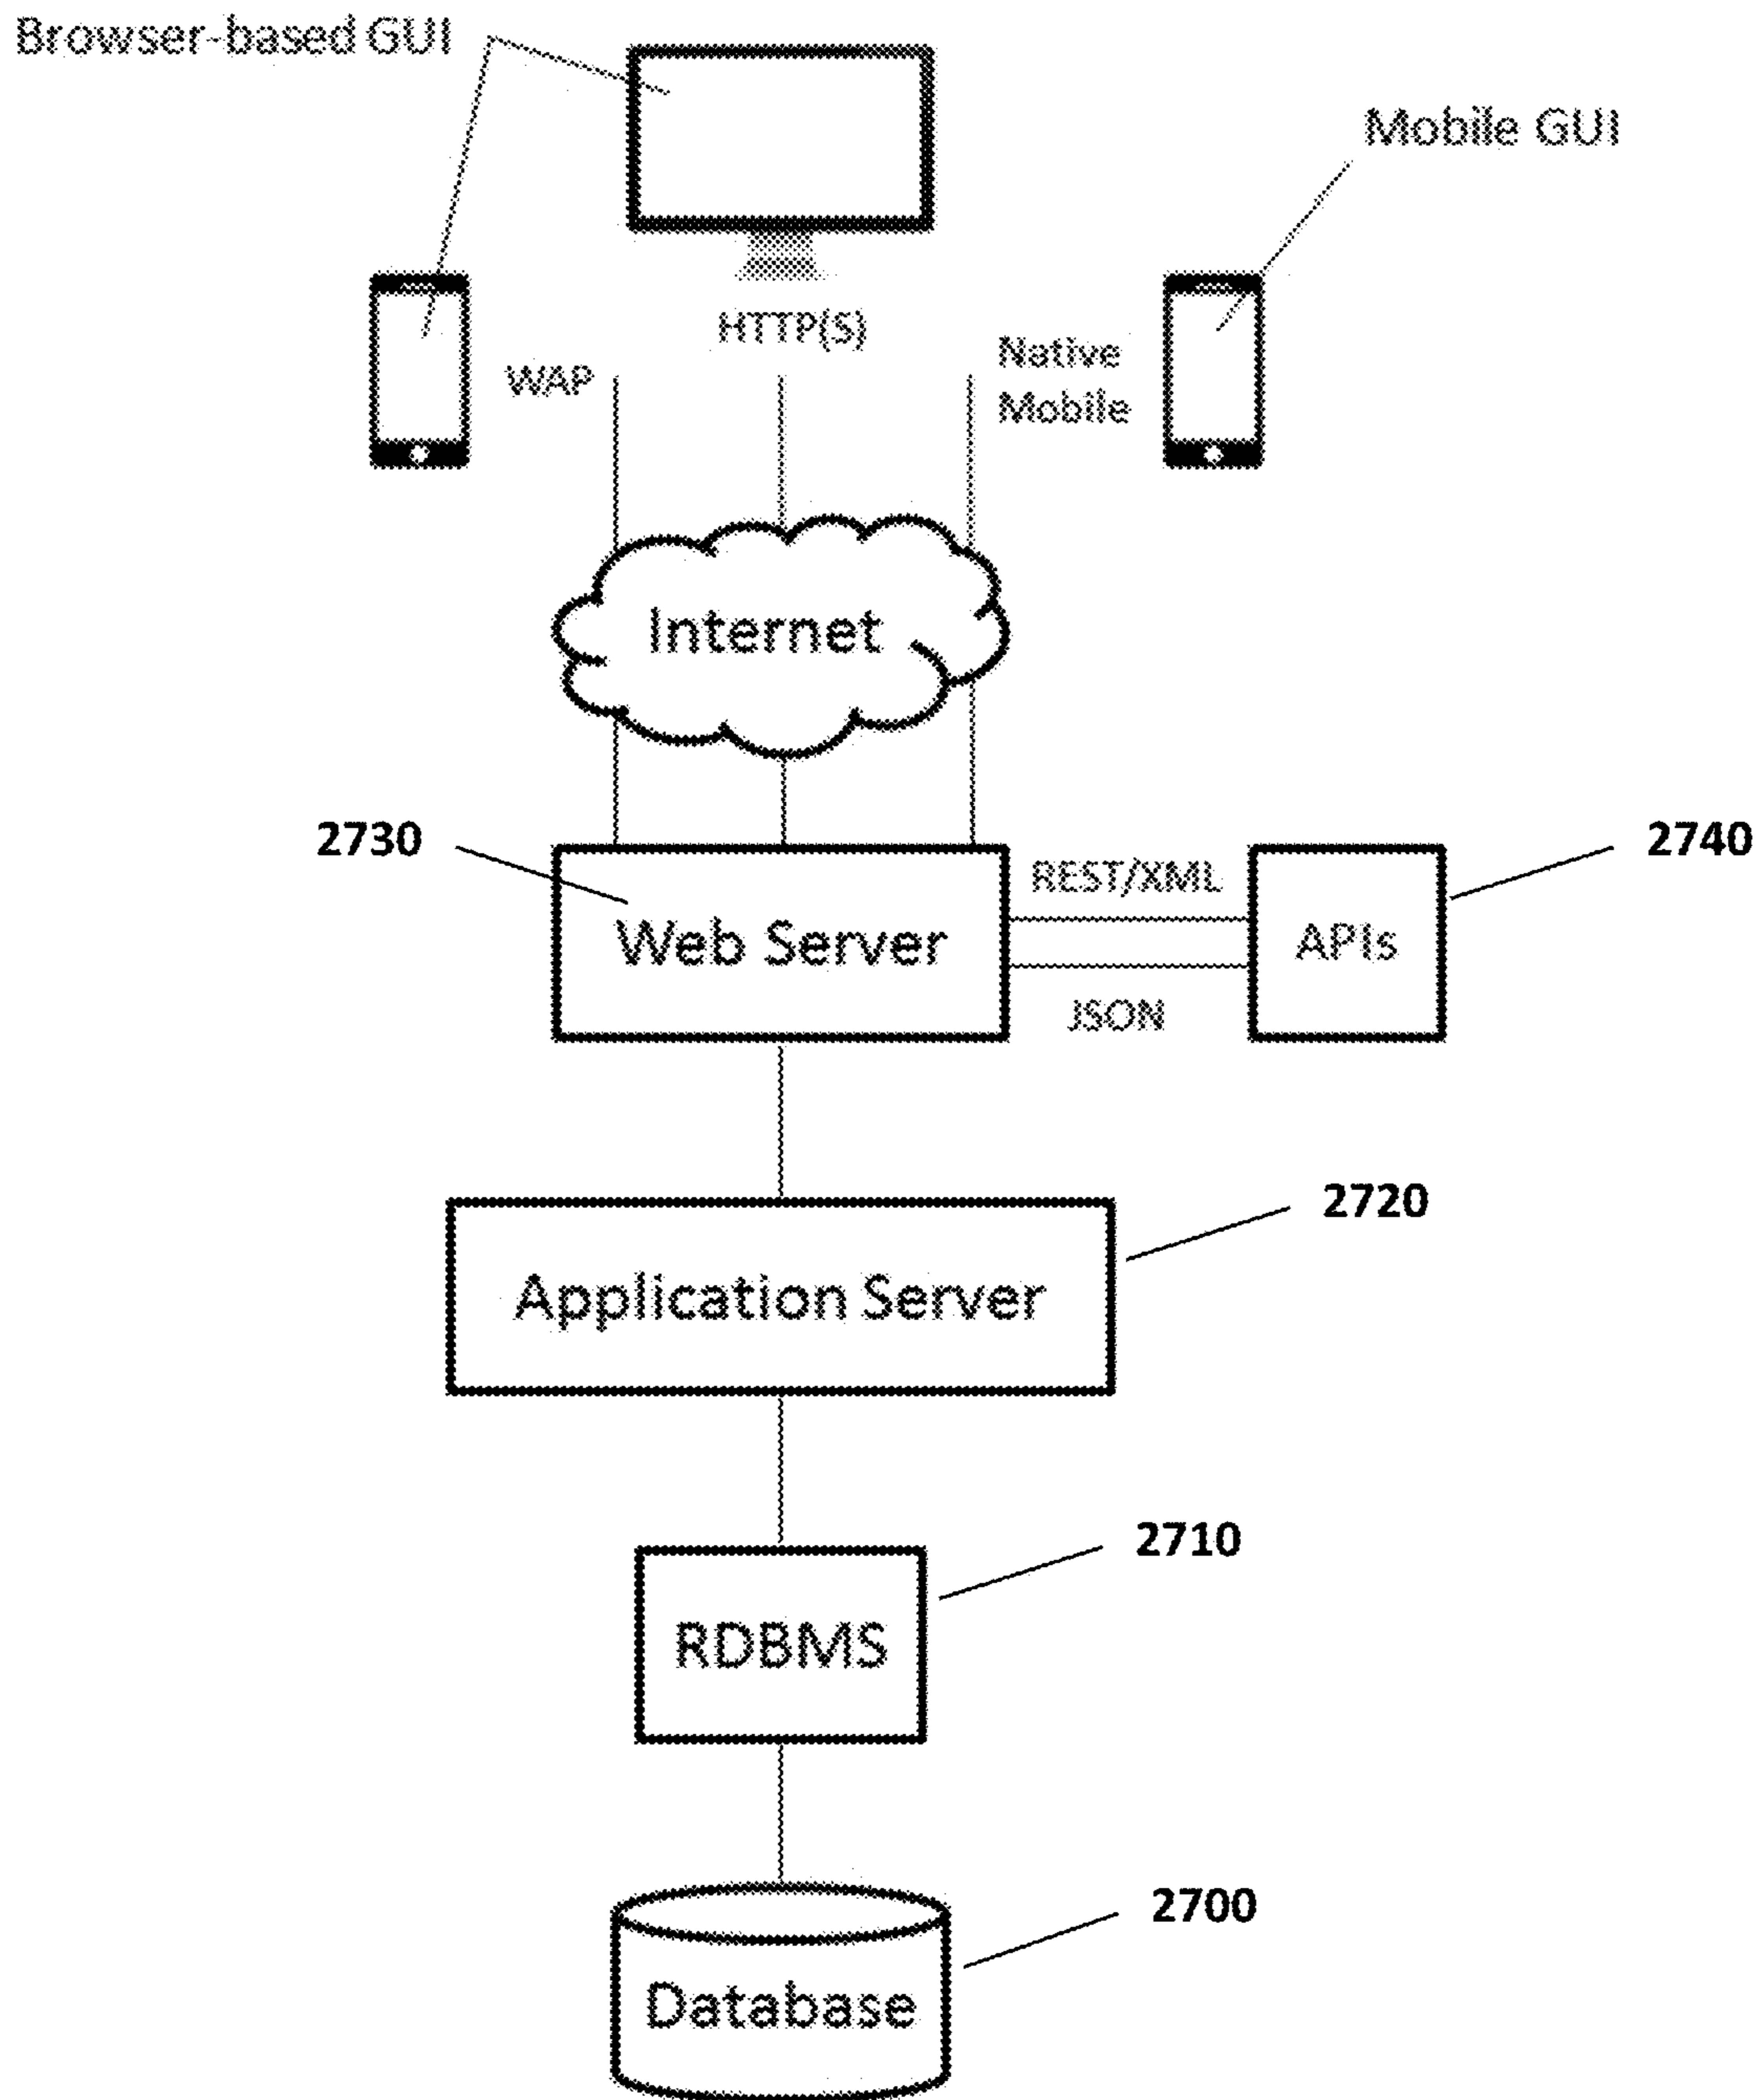 Browser-based GUI
Mobile GUI
HTTP(S)
WAP
Native
Mobile
Internet
2730
2740
REST/XML
Web Server
APIs
JSON
2720
Application Server
2710
RDBMS
2700
Database